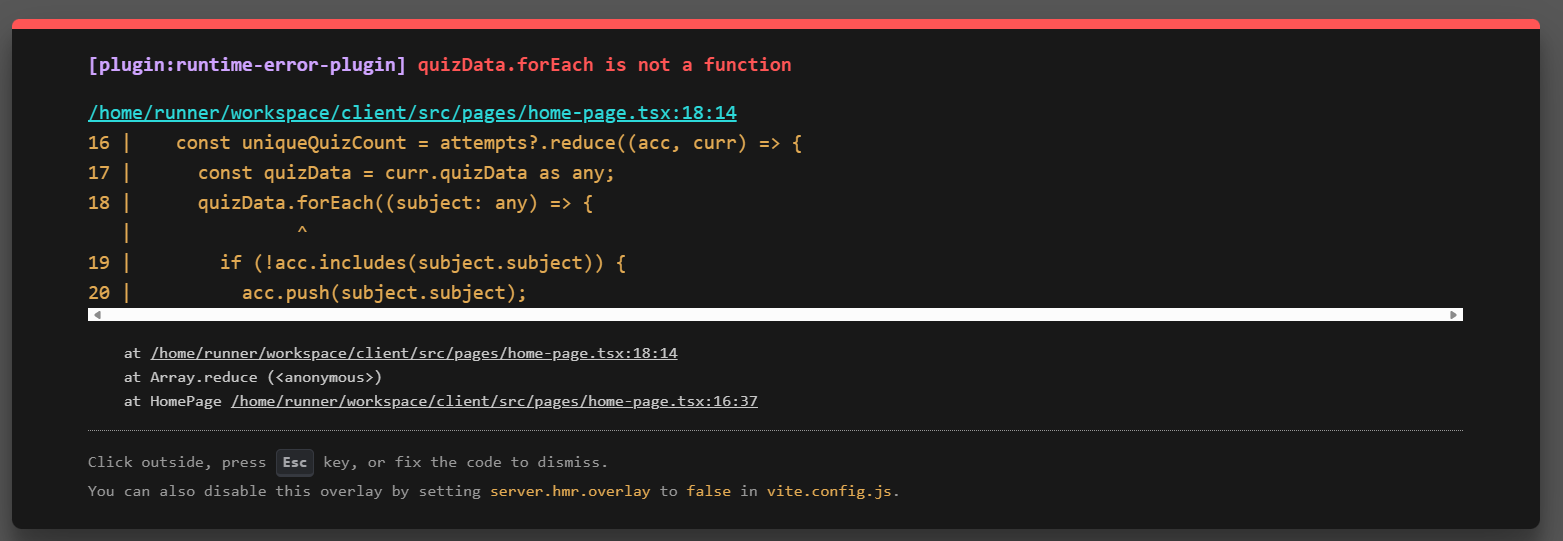 [plugin:runtime-error-plugin] quizData.forEach is not a function
/home/runner/workspace/client/src/pages/home-page.tsx:18:14
16 |    const uniqueQuizCount = attempts?.reduce((acc, curr) => {
17 |      const quizData = curr.quizData as any;
18 |      quizData.forEach((subject: any) => {
   |               ^
19 |        if (!acc.includes(subject.subject)) {
20 |          acc.push(subject.subject);
at /home/runner/workspace/client/src/pages/home-page.tsx:18:14
at Array.reduce (<anonymous>)
at HomePage /home/runner/workspace/client/src/pages/home-page.tsx:16:37
Click outside, press Esc key, or fix the code to dismiss.
You can also disable this overlay by setting server.hmr.overlay to false in vite.config.js.